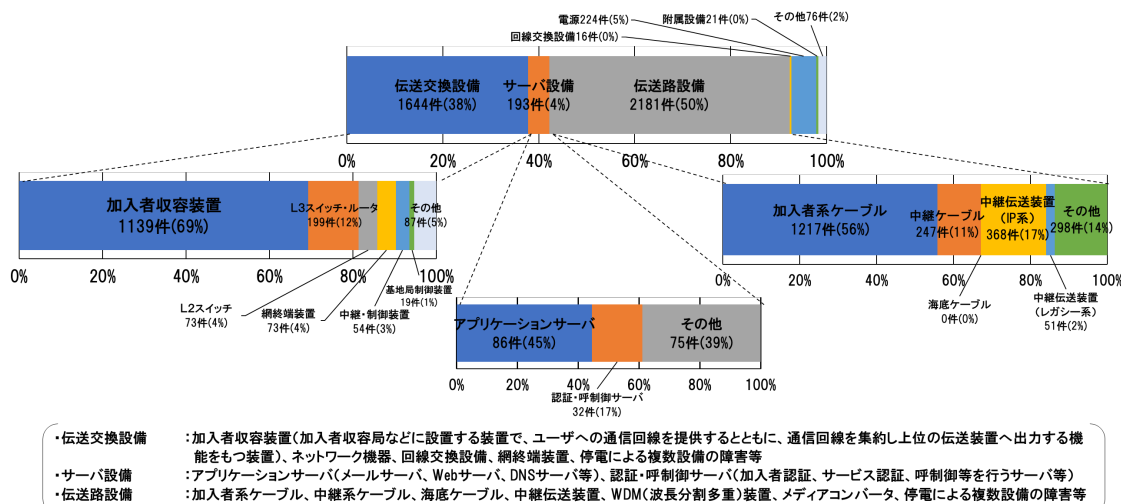 電源224件(5%)
附属設備21件(0%)
その他76件(2%)
回線交換設備16件(0%)
伝送交換設備
1644件(38%)
サーバ設備
193件(4%)
伝送路設備
2181件(50%)
0%
20%
40%
60%
80%
100%
加入者収容装置
1139件(69%)
L3スイッチ・ルータ
199件(12%)
その他
87件(5%)
0%
20%
40%
60%
80%
100%
L2スイッチ
73件(4%)
網終端装置
73件(4%)
中継・制御装置
54件(3%)
基地局制御装置
19件(1%)
加入者系ケーブル
1217件(56%)
中継ケーブル
247件(11%)
中継伝送装置
(IP系)
368件(17%)
その他
298件(14%)
0%
20%
40%
60%
80%
100%
海底ケーブル
0件(0%)
中継伝送装置
(レガシー系)
51件(2%)
アプリケーションサーバ
86件(45%)
その他
75件(39%)
0%
20%
40%
60%
80%
100%
認証・呼制御サーバ
32件(17%)
・伝送交換設備 :加入者収容装置(加入者収容局などに設置する装置で、ユーザへの通信回線を提供するとともに、通信回線を集約し上位の伝送装置へ出力する機
能をもつ装置)、ネットワーク機器、回線交換設備、網終端装置、停電による複数設備の障害等
・サーバ設備 :アプリケーションサーバ(メールサーバ、Webサーバ、DNSサーバ等)、認証・呼制御サーバ(加入者認証、サービス認証、呼制御等を行うサーバ等)
・伝送路設備 :加入者系ケーブル、中継系ケーブル、海底ケーブル、中継伝送装置、WDM(波長分割多重)装置、メディアコンバータ、停電による複数設備の障害等